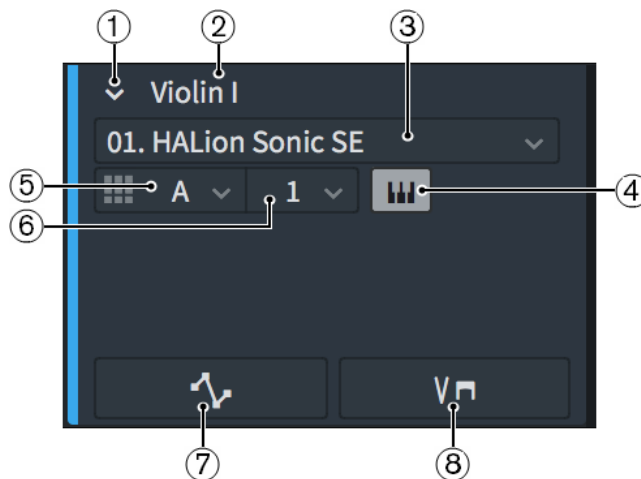 ① ② ③
Violin I
01. HALion Sonic SE
⑤ A 1 ④
⑥
⑦ ⑧